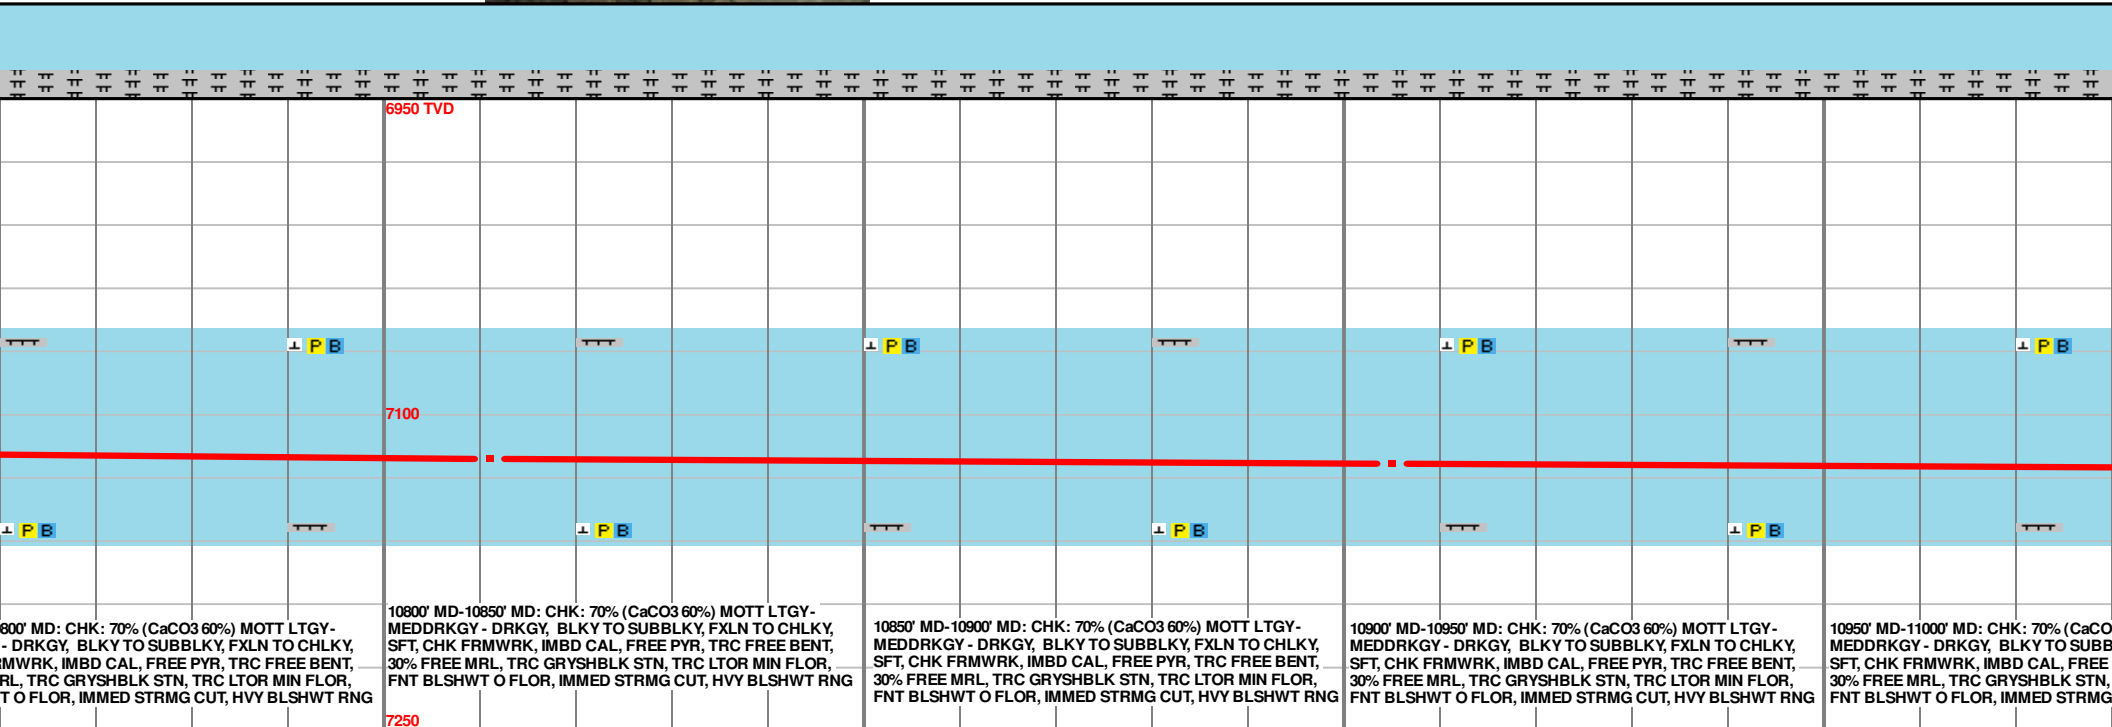 6950 TVD
P B
P B
P B
P B
7100
P B
P B
P B
P B
800' MD: CHK: 70% (CaCO3 60%) MOTT LTGY-
- DRKGY, BLKY TO SUBBLKY, FXLN TO CHLKY,
RMWRK, IMBD CAL, FREE PYR, TRC FREE BENT,
RL, TRC GRYSHBLK STN, TRC LTOR MIN FLOR,
T O FLOR, IMMED STRMG CUT, HVY BLSHWT RNG
10800' MD-10850' MD: CHK: 70% (CaCO3 60%) MOTT LTGY-
MEDDRKGY - DRKGY, BLKY TO SUBBLKY, FXLN TO CHLKY,
SFT, CHK FRMWRK, IMBD CAL, FREE PYR, TRC FREE BENT,
30% FREE MRL, TRC GRYSHBLK STN, TRC LTOR MIN FLOR,
FNT BLSHWT O FLOR, IMMED STRMG CUT, HVY BLSHWT RNG
10850' MD-10900' MD: CHK: 70% (CaCO3 60%) MOTT LTGY-
MEDDRKGY - DRKGY, BLKY TO SUBBLKY, FXLN TO CHLKY,
SFT, CHK FRMWRK, IMBD CAL, FREE PYR, TRC FREE BENT,
30% FREE MRL, TRC GRYSHBLK STN, TRC LTOR MIN FLOR,
FNT BLSHWT O FLOR, IMMED STRMG CUT, HVY BLSHWT RNG
10900' MD-10950' MD: CHK: 70% (CaCO3 60%) MOTT LTGY-
MEDDRKGY - DRKGY, BLKY TO SUBBLKY, FXLN TO CHLKY,
SFT, CHK FRMWRK, IMBD CAL, FREE PYR, TRC FREE BENT,
30% FREE MRL, TRC GRYSHBLK STN, TRC LTOR MIN FLOR,
FNT BLSHWT O FLOR, IMMED STRMG CUT, HVY BLSHWT RNG
10950' MD-11000' MD: CHK: 70% (CaCO
MEDDRKGY - DRKGY, BLKY TO SUBB
SFT, CHK FRMWRK, IMBD CAL, FREE
30% FREE MRL, TRC GRYSHBLK STN,
FNT BLSHWT O FLOR, IMMED STRMG
7250